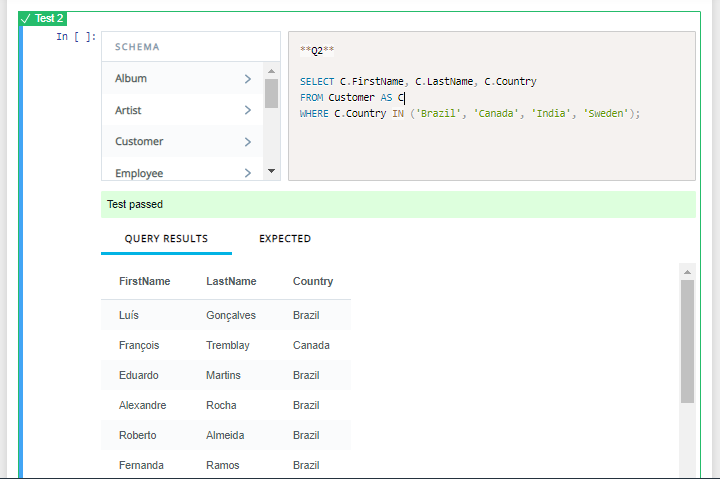 Test 2
In [ ]:
SCHEMA
Album
Artist
Customer
Employee
**Q2**
SELECT C.FirstName, C.LastName, C.Country
FROM Customer AS C
WHERE C.Country IN ('Brazil', 'Canada', 'India', 'Sweden');
Test passed
QUERY RESULTS EXPECTED
FirstName LastName Country
Luís Gonçalves Brazil
François Tremblay Canada
Eduardo Martins Brazil
Alexandre Rocha Brazil
Roberto Almeida Brazil
Fernanda Ramos Brazil